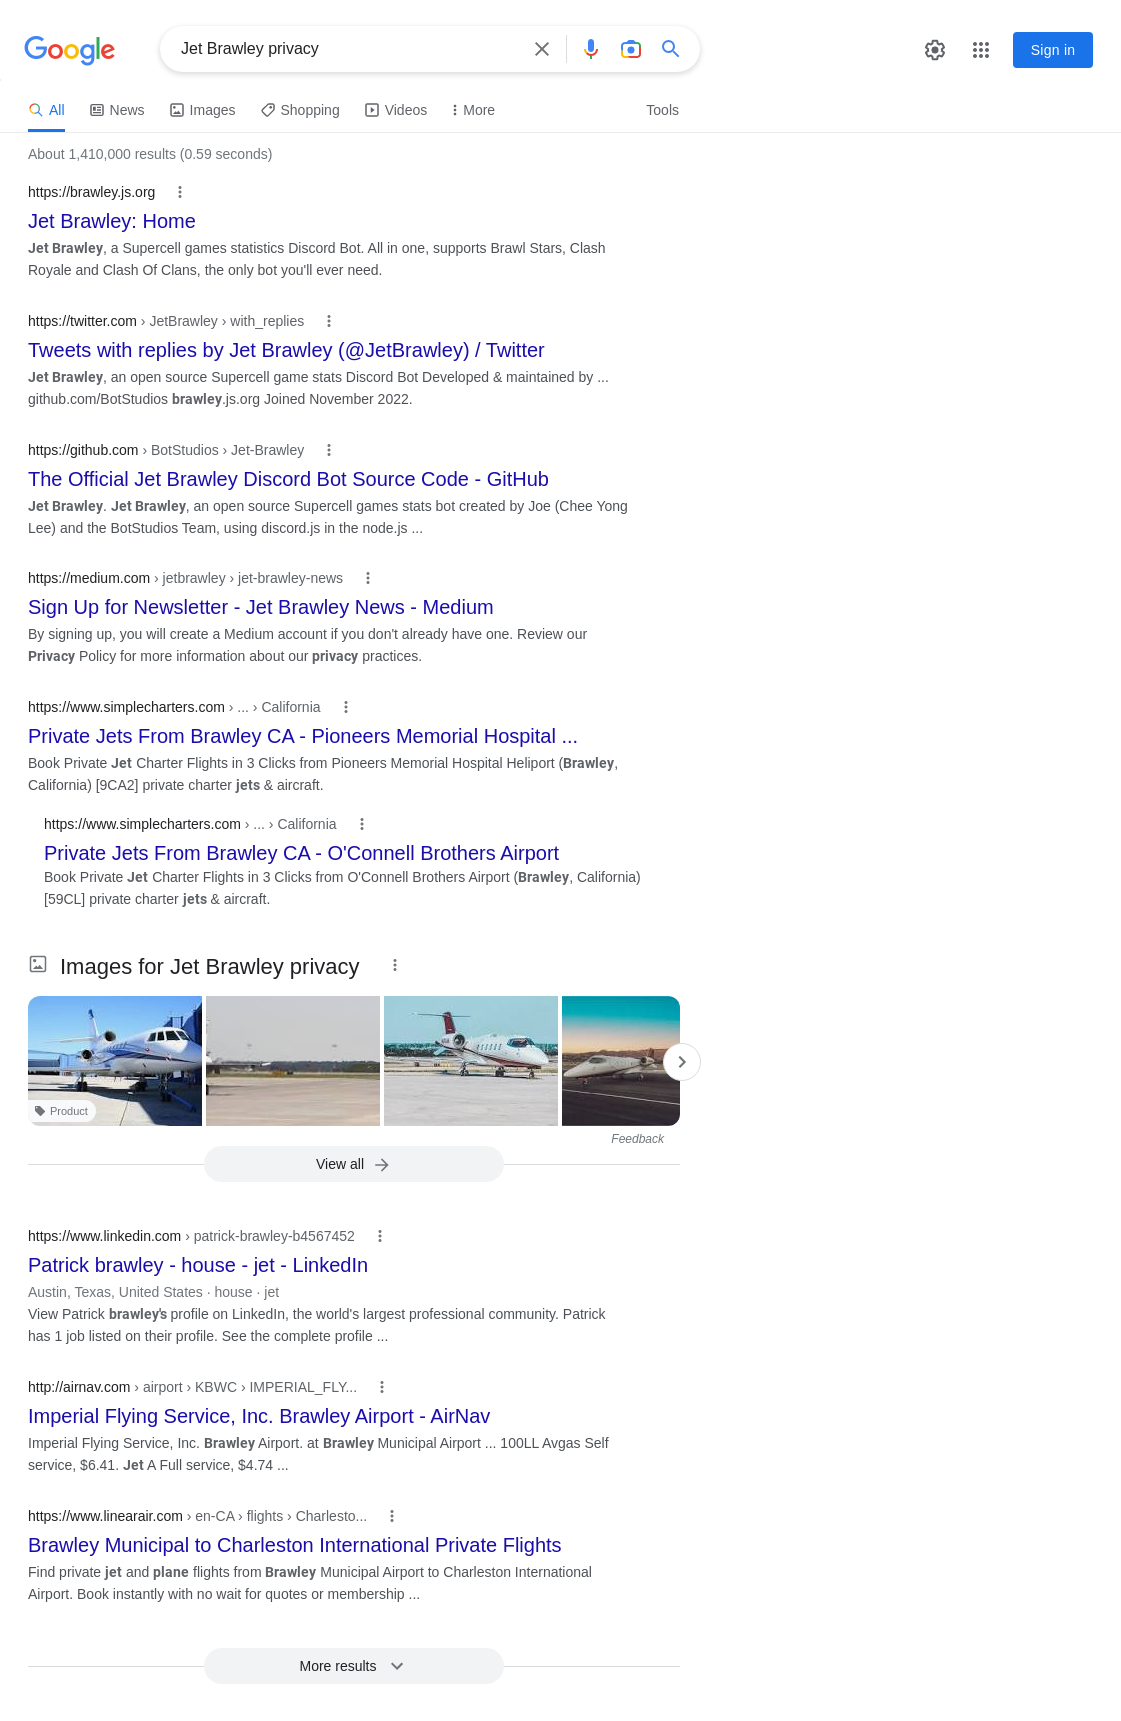 Google
Jet Brawley privacy
Sign in
All
News
Images
Shopping
Videos
More
Tools
About 1,410,000 results (0.59 seconds)
https://brawley.js.org
Jet Brawley: Home
Jet Brawley, a Supercell games statistics Discord Bot. All in one, supports Brawl Stars, Clash
Royale and Clash Of Clans, the only bot you'll ever need.
https://twitter.com › JetBrawley › with_replies
Tweets with replies by Jet Brawley (@JetBrawley) / Twitter
Jet Brawley, an open source Supercell game stats Discord Bot Developed & maintained by ...
github.com/BotStudios brawley.js.org Joined November 2022.
https://github.com › BotStudios › Jet-Brawley
The Official Jet Brawley Discord Bot Source Code - GitHub
Jet Brawley. Jet Brawley, an open source Supercell games stats bot created by Joe (Chee Yong
Lee) and the BotStudios Team, using discord.js in the node.js ...
https://medium.com › jetbrawley › jet-brawley-news
Sign Up for Newsletter - Jet Brawley News - Medium
By signing up, you will create a Medium account if you don't already have one. Review our
Privacy Policy for more information about our privacy practices.
https://www.simplecharters.com › ... › California
Private Jets From Brawley CA - Pioneers Memorial Hospital ...
Book Private Jet Charter Flights in 3 Clicks from Pioneers Memorial Hospital Heliport (Brawley,
California) [9CA2] private charter jets & aircraft.
https://www.simplecharters.com › ... › California
Private Jets From Brawley CA - O'Connell Brothers Airport
Book Private Jet Charter Flights in 3 Clicks from O'Connell Brothers Airport (Brawley, California)
[59CL] private charter jets & aircraft.
Images for Jet Brawley privacy
Product
Feedback
View all
https://www.linkedin.com › patrick-brawley-b4567452
Patrick brawley - house - jet - LinkedIn
Austin, Texas, United States · house · jet
View Patrick brawley's profile on LinkedIn, the world's largest professional community. Patrick
has 1 job listed on their profile. See the complete profile ...
http://airnav.com › airport › KBWC › IMPERIAL_FLY...
Imperial Flying Service, Inc. Brawley Airport - AirNav
Imperial Flying Service, Inc. Brawley Airport. at Brawley Municipal Airport ... 100LL Avgas Self
service, $6.41. Jet A Full service, $4.74 ...
https://www.linearair.com › en-CA › flights › Charlesto...
Brawley Municipal to Charleston International Private Flights
Find private jet and plane flights from Brawley Municipal Airport to Charleston International
Airport. Book instantly with no wait for quotes or membership ...
More results